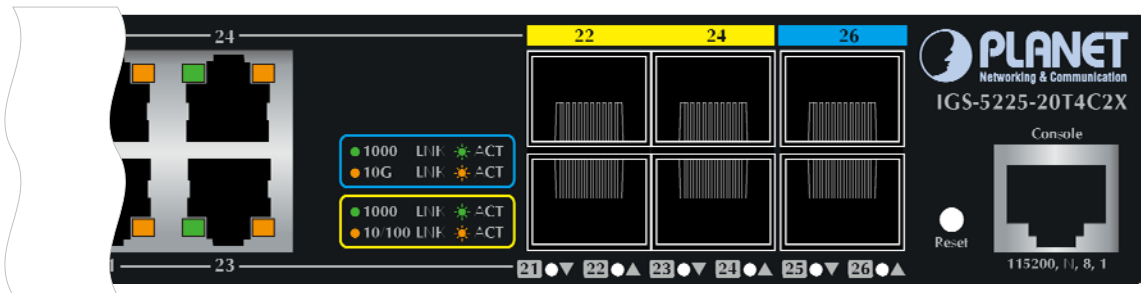 24
22 24 26
PLANET
Networking & Communication
IGS-5225-20T4C2X
Console
1000 LNK ACT
10G LNK ACT
1000 LNK ACT
10/100 LNK ACT
Reset
23
21 22 23 24 25 26
115200, N, 8, 1